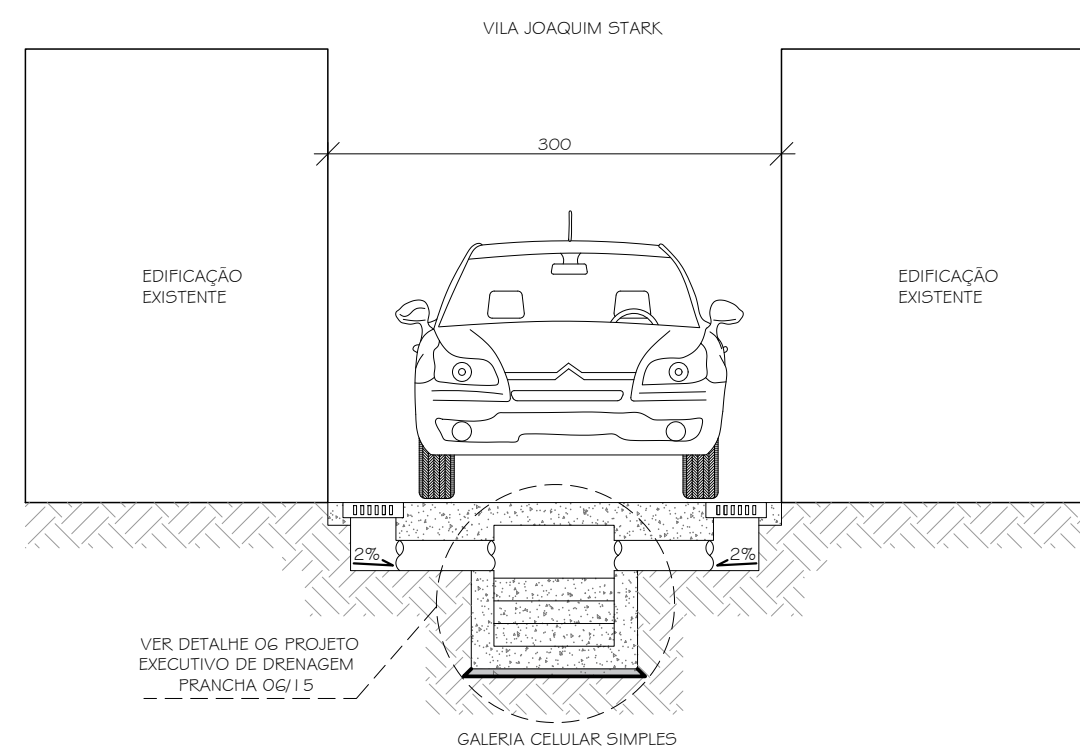 VILA JOAQUIM STARK
300
EDIFICAÇÃO
EXISTENTE
EDIFICAÇÃO
EXISTENTE
2%
2%
VER DETALHE 06 PROJETO
EXECUTIVO DE DRENAGEM
PRANCHA 06/15
GALERIA CELULAR SIMPLES